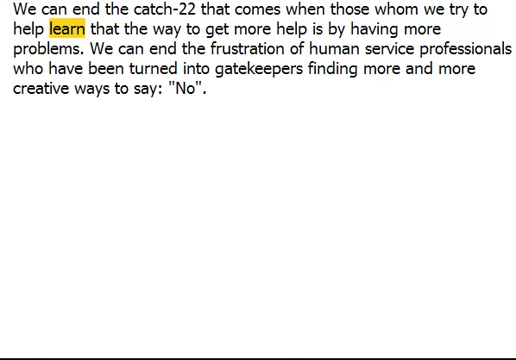 We can end the catch-22 that comes when those whom we try to
help learn that the way to get more help is by having more
problems. We can end the frustration of human service professionals
who have been turned into gatekeepers finding more and more
creative ways to say: "No".